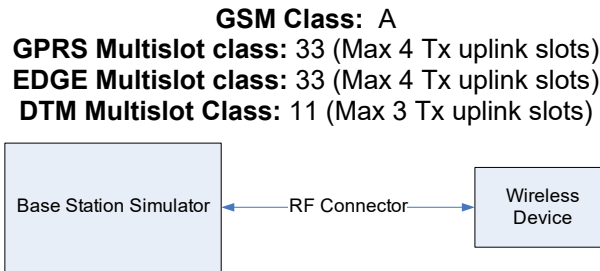 GSM Class: A
GPRS Multislot class: 33 (Max 4 Tx uplink slots)
EDGE Multislot class: 33 (Max 4 Tx uplink slots)
DTM Multislot Class: 11 (Max 3 Tx uplink slots)
Base Station Simulator
RF Connector
Wireless
Device